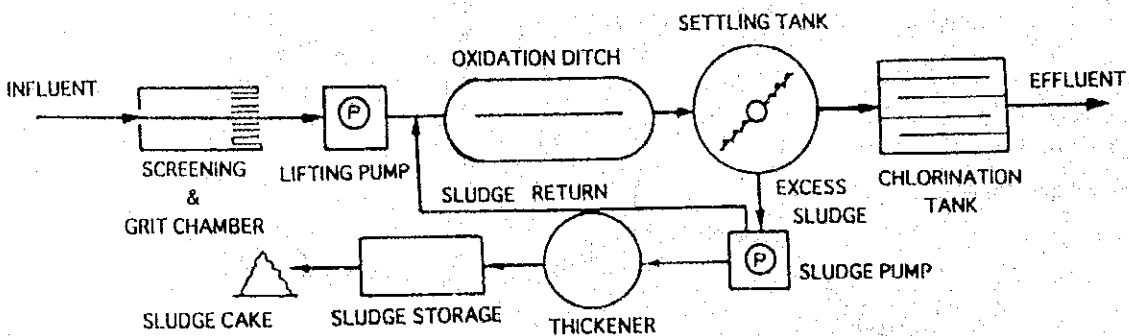 SETTLING TANK
OXIDATION DITCH
INFLUENT
EFFLUENT
P
SCREENING
&
GRIT CHAMBER
LIFTING PUMP
SLUDGE RETURN
EXCESS
SLUDGE
CHLORINATION
TANK
P
SLUDGE PUMP
SLUDGE CAKE
SLUDGE STORAGE
THICKENER